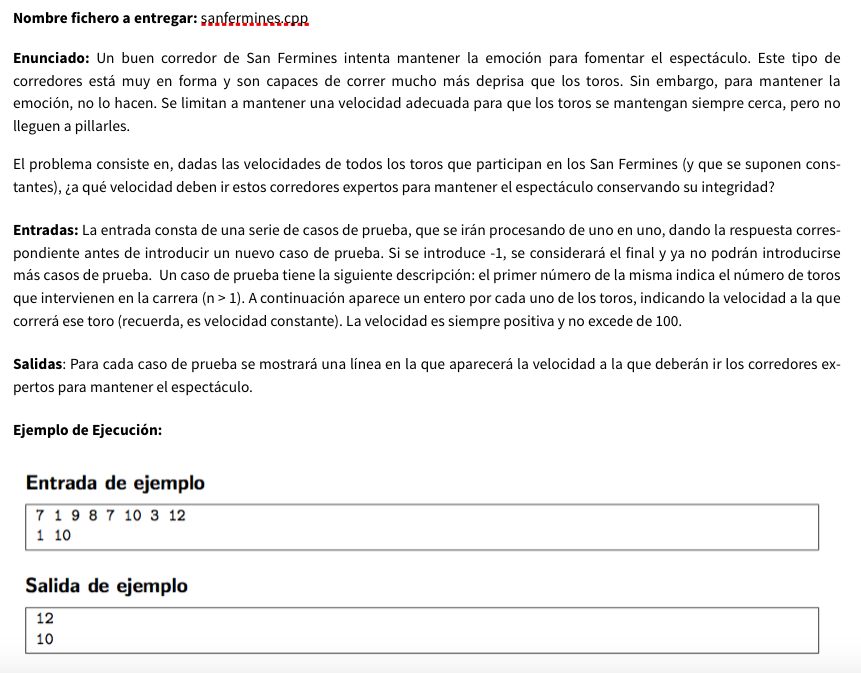 Nombre fichero a entregar: sanfermines.cpp
Enunciado: Un buen corredor de San Fermines intenta mantener la emoción para fomentar el espectáculo. Este tipo de
corredores está muy en forma y son capaces de correr mucho más deprisa que los toros. Sin embargo, para mantener la
emoción, no lo hacen. Se limitan a mantener una velocidad adecuada para que los toros se mantengan siempre cerca, pero no
lleguen a pillarles.
El problema consiste en, dadas las velocidades de todos los toros que participan en los San Fermines (y que se suponen cons-
tantes), ¿a qué velocidad deben ir estos corredores expertos para mantener el espectáculo conservando su integridad?
Entradas: La entrada consta de una serie de casos de prueba, que se irán procesando de uno en uno, dando la respuesta corres-
pondiente antes de introducir un nuevo caso de prueba. Si se introduce -1, se considerará el final y ya no podrán introducirse
más casos de prueba. Un caso de prueba tiene la siguiente descripción: el primer número de la misma indica el número de toros
que intervienen en la carrera (n > 1). A continuación aparece un entero por cada uno de los toros, indicando la velocidad a la que
correrá ese toro (recuerda, es velocidad constante). La velocidad es siempre positiva y no excede de 100.
Salidas: Para cada caso de prueba se mostrará una línea en la que aparecerá la velocidad a la que deberán ir los corredores ex-
pertos para mantener el espectáculo.
Ejemplo de Ejecución:
Entrada de ejemplo
7 1 9 8 7 10 3 12
1 10
Salida de ejemplo
12
10